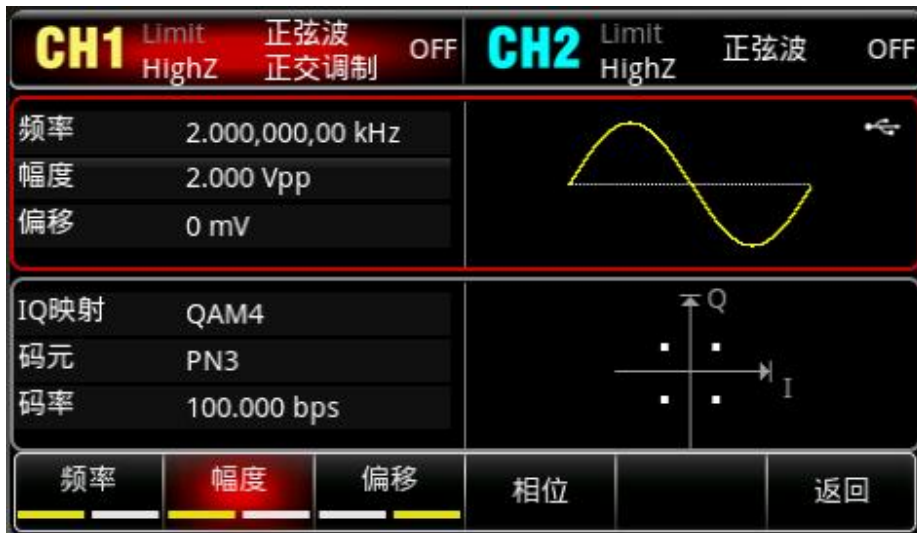 CH1 Limit 正弦波 OFF
HighZ 正交调制
CH2 Limit 正弦波 OFF
HighZ
频率 2.000,000,00 kHz
幅度 2.000 Vpp
偏移 0 mV
IQ映射 QAM4
码元 PN3
码率 100.000 bps
Q
I
频率 幅度 偏移 相位 返回